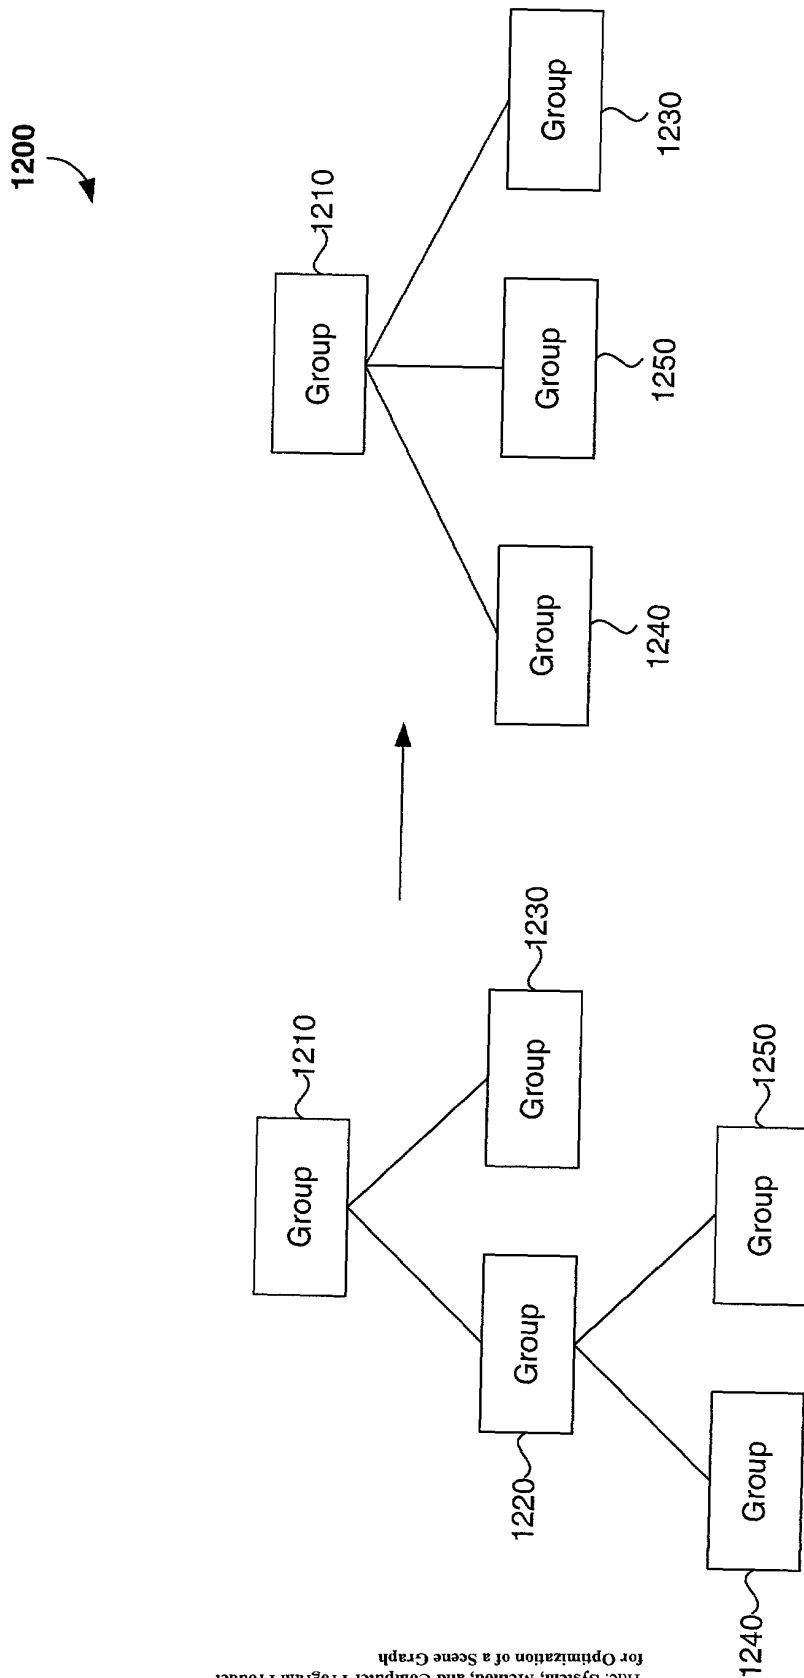 Title: System, Method, and Computer Program Product
for Optimization of a Scene Graph
1200
Group
1210
Group
1220
Group
1230
Group
1240
Group
1250
Group
1210
Group
1240
Group
1250
Group
1230